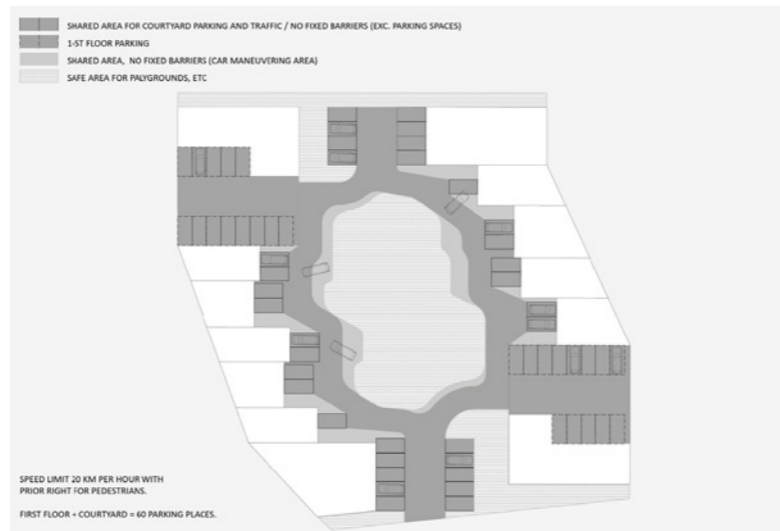 SHARED AREA FOR COURTYARD PARKING AND TRAFFIC / NO FIXED BARRIERS (EXC. PARKING SPACES)
1-ST FLOOR PARKING
SHARED AREA, NO FIXED BARRIERS (CAR MANEUVERING AREA)
SAFE AREA FOR PALYGROUNDS, ETC
SPEED LIMIT 20 KM PER HOUR WITH
PRIOR RIGHT FOR PEDESTRIANS.
FIRST FLOOR + COURTYARD = 60 PARKING PLACES.